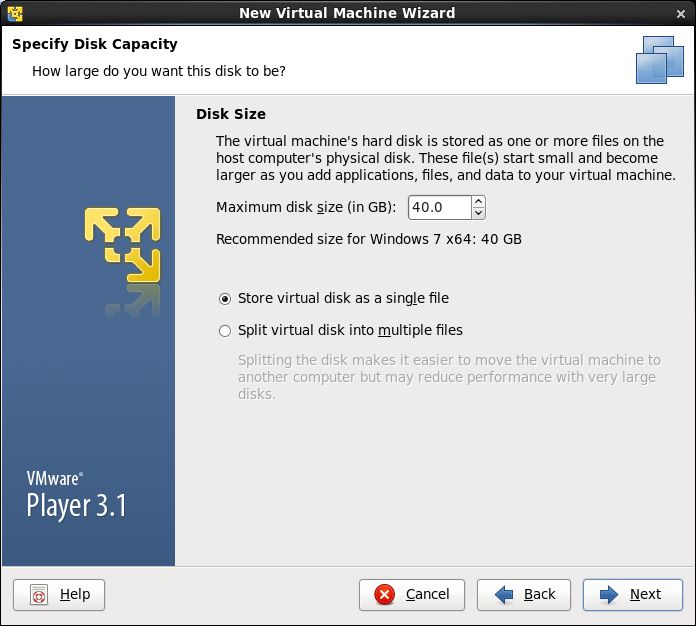 New Virtual Machine Wizard
Specify Disk Capacity
How large do you want this disk to be?
Disk Size
The virtual machine's hard disk is stored as one or more files on the
host computer's physical disk. These file(s) start small and become
larger as you add applications, files, and data to your virtual machine.
Maximum disk size (in GB): 40.0
Recommended size for Windows 7 x64: 40 GB
Store virtual disk as a single file
Split virtual disk into multiple files
Splitting the disk makes it easier to move the virtual machine to
another computer but may reduce performance with very large
disks.
VMware®
Player 3.1
Help Cancel Back Next